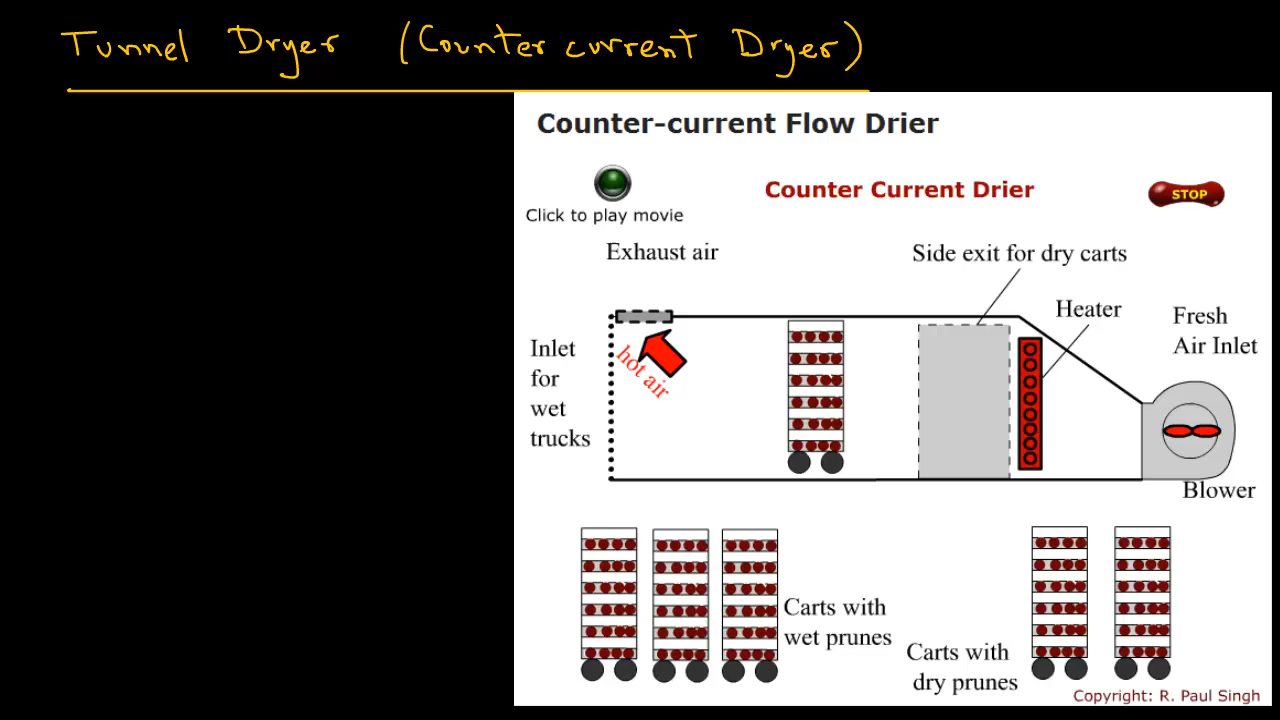 Tunnel Dryer (Counter current Dryer)
Counter-current Flow Drier
Counter Current Drier
STOP
Click to play movie
Exhaust air
Side exit for dry carts
Heater
Fresh
Air Inlet
Inlet
for
wet
trucks
hot air
Blower
Carts with
wet prunes
Carts with
dry prunes
Copyright: R. Paul Singh